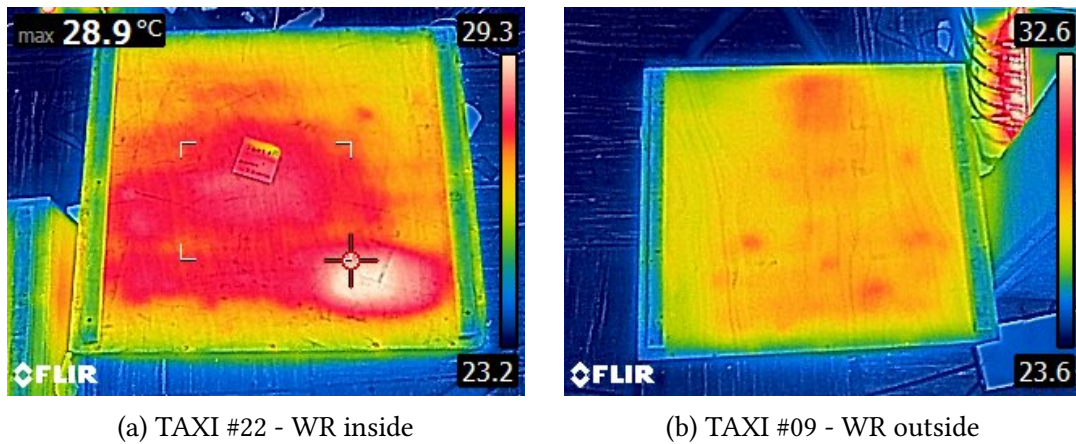 max 28.9 °C
29.3
23.2
FLIR
32.6
23.6
FLIR
(a) TAXI #22 - WR inside
(b) TAXI #09 - WR outside